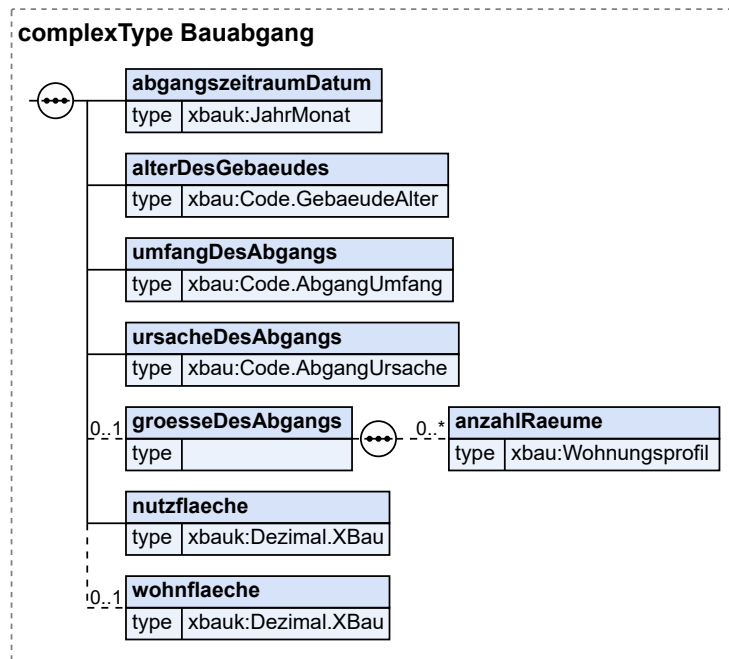 complexType Bauabgang
abgangszeitraumDatum
type xbauk:JahrMonat
alterDesGebaeudes
type xbau:Code.GebaeudeAlter
umfangDesAbgangs
type xbau:Code.AbgangUmfang
ursacheDesAbgangs
type xbau:Code.AbgangUrsache
0..1 groesseDesAbgangs 0..* anzahlRaeume
type type xbau:Wohnungsprofil
nutzflaeche
type xbauk:Dezimal.XBau
0..1 wohnflaeche
type xbauk:Dezimal.XBau